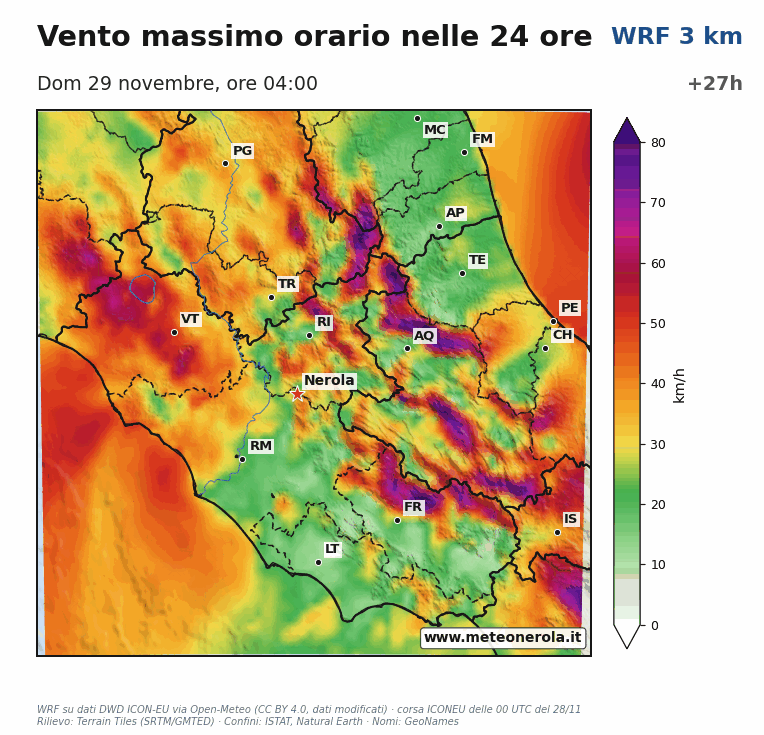 Vento massimo orario nelle 24 ore WRF 3 km
Dom 29 novembre, ore 04:00 +27h
MC
FM
PG
AP
TE
TR
PE
VT
RI
AQ
CH
Nerola
RM
FR
IS
LT
www.meteonerola.it
80
70
60
50
40
30
20
10
0
km/h
WRF su dati DWD ICON-EU via Open-Meteo (CC BY 4.0, dati modificati) · corsa ICONEU delle 00 UTC del 28/11
Rilievo: Terrain Tiles (SRTM/GMTED) · Confini: ISTAT, Natural Earth · Nomi: GeoNames